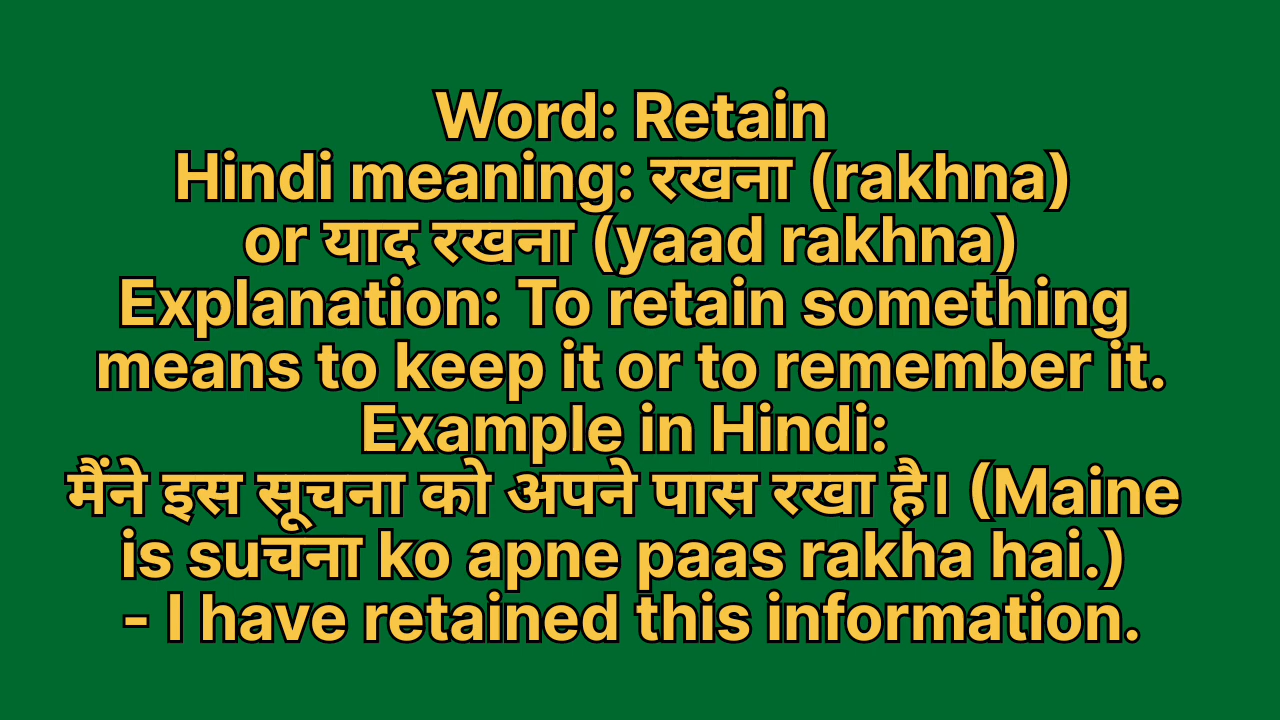 Word: Retain
Hindi meaning: रखना (rakhna)
or याद रखना (yaad rakhna)
Explanation: To retain something
means to keep it or to remember it.
Example in Hindi:
मैंने इस सूचना को अपने पास रखा है। (Maine
is suचना ko apne paas rakha hai.)
- I have retained this information.